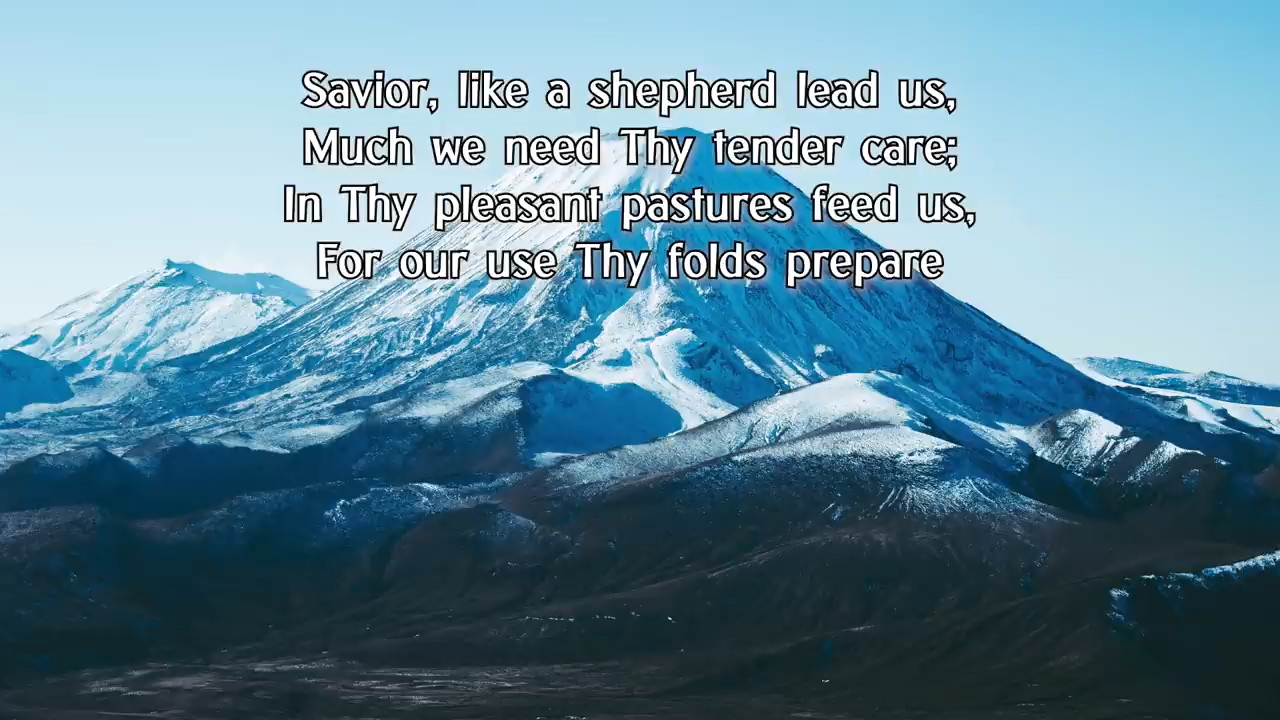 Savior, like a shepherd lead us,
Much we need Thy tender care;
In Thy pleasant pastures feed us,
For our use Thy folds prepare